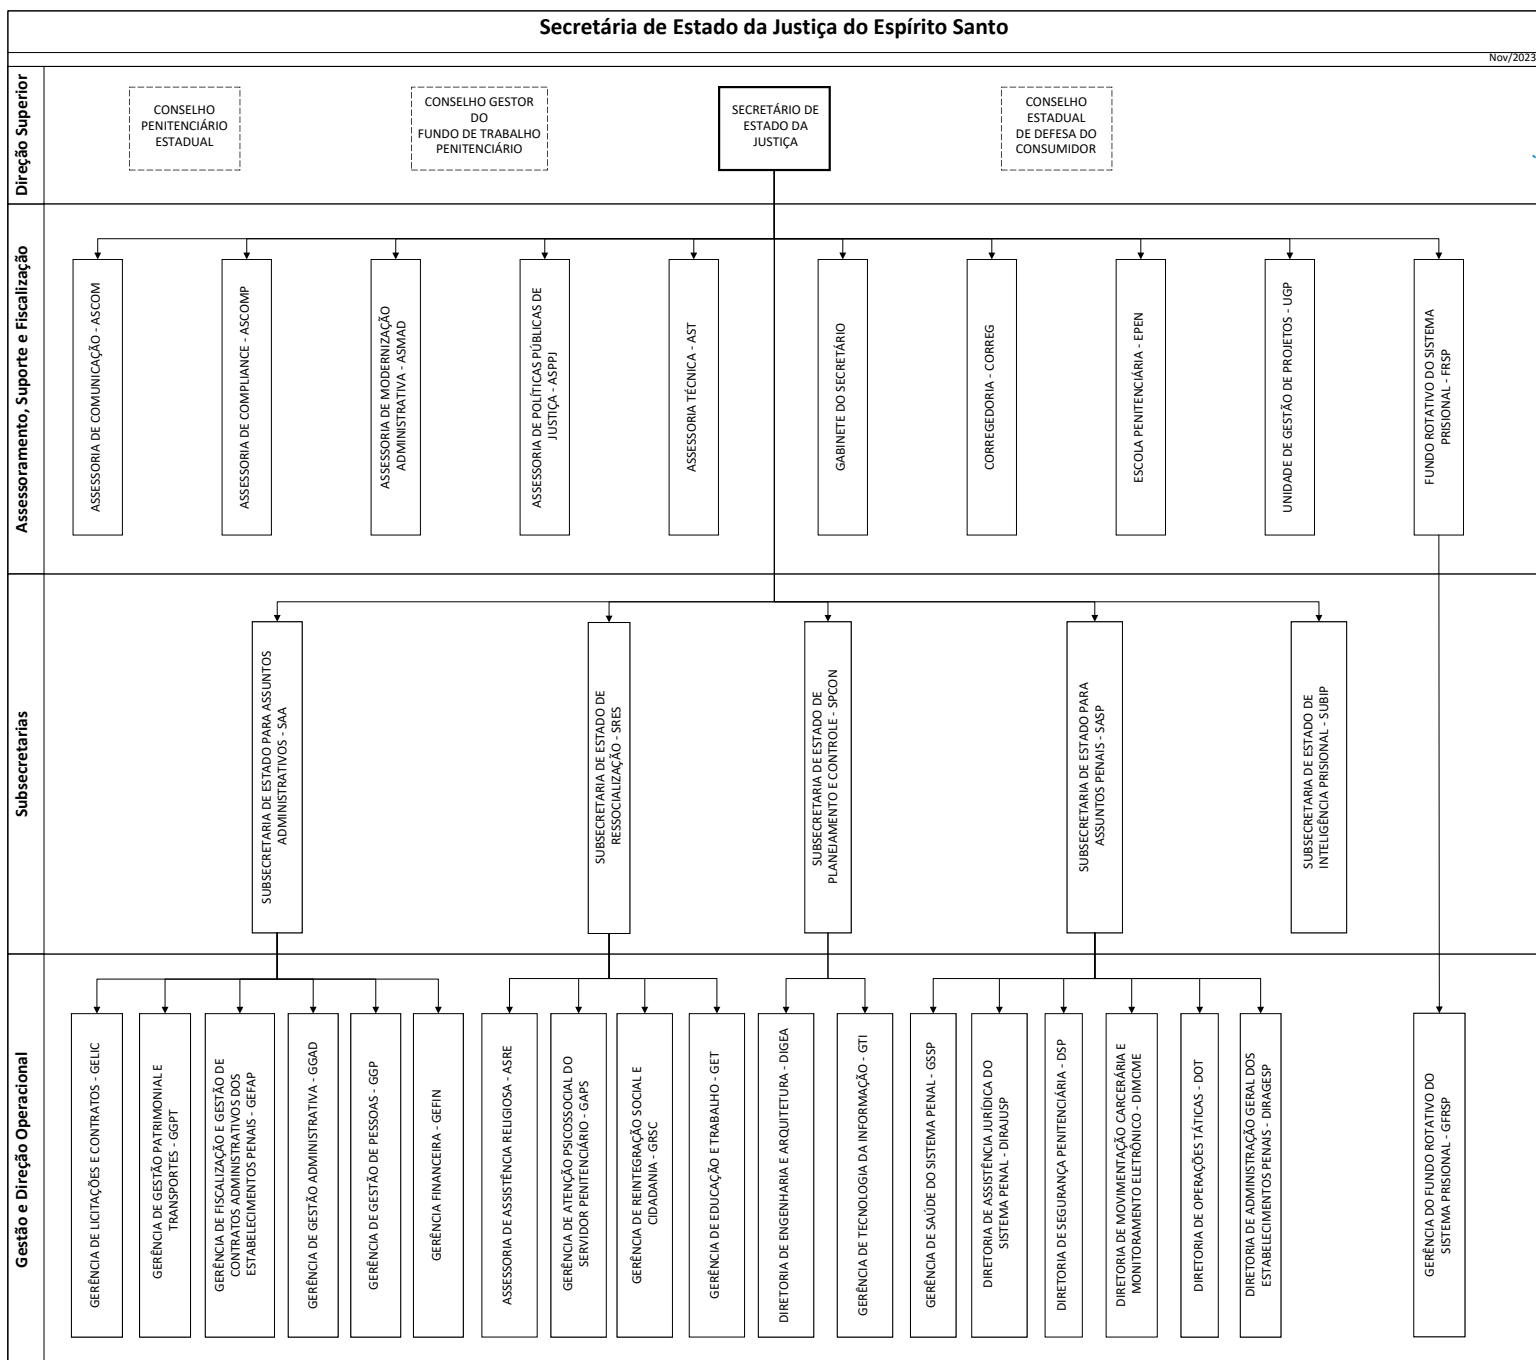 Secretária de Estado da Justiça do Espírito Santo
Nov/2023
Direção Superior
CONSELHO
PENITENCIÁRIO
ESTADUAL
CONSELHO GESTOR
DO
FUNDO DE TRABALHO
PENITENCIÁRIO
SECRETÁRIO DE
ESTADO DA
JUSTIÇA
CONSELHO
ESTADUAL
DE DEFESA DO
CONSUMIDOR
Assessoramento, Suporte e Fiscalização
ASSESSORIA DE COMUNICAÇÃO - ASCOM
ASSESSORIA DE COMPLIANCE - ASCOMP
ASSESSORIA DE MODERNIZAÇÃO
ADMINISTRATIVA - ASMAD
ASSESSORIA DE POLÍTICAS PÚBLICAS DE
JUSTIÇA - ASPPJ
ASSESSORIA TÉCNICA - AST
GABINETE DO SECRETÁRIO
CORREGEDORIA - CORREG
ESCOLA PENITENCIÁRIA - EPEN
UNIDADE DE GESTÃO DE PROJETOS - UGP
FUNDO ROTATIVO DO SISTEMA
PRISIONAL - FRSP
Subsecretarias
SUBSECRETARIA DE ESTADO PARA ASSUNTOS
ADMINISTRATIVOS - SAA
SUBSECRETARIA DE ESTADO DE
RESSOCIALIZAÇÃO - SRES
SUBSECRETARIA DE ESTADO DE
PLANEJAMENTO E CONTROLE - SPCON
SUBSECRETARIA DE ESTADO PARA
ASSUNTOS PENAIS - SASP
SUBSECRETARIA DE ESTADO DE
INTELIGÊNCIA PRISIONAL - SUBIP
Gestão e Direção Operacional
GERÊNCIA DE LICITAÇÕES E CONTRATOS - GELIC
GERÊNCIA DE GESTÃO PATRIMONIAL E
TRANSPORTES - GGPT
GERÊNCIA DE FISCALIZAÇÃO E GESTÃO DE
CONTRATOS ADMINISTRATIVOS DOS
ESTABELECIMENTOS PENAIS - GEFAP
GERÊNCIA DE GESTÃO ADMINISTRATIVA - GGAD
GERÊNCIA DE GESTÃO DE PESSOAS - GGP
GERÊNCIA FINANCEIRA - GEFIN
ASSESSORIA DE ASSISTÊNCIA RELIGIOSA - ASRE
GERÊNCIA DE ATENÇÃO PSICOSSOCIAL DO
SERVIDOR PENITENCIÁRIO - GAPS
GERÊNCIA DE REINTEGRAÇÃO SOCIAL E
CIDADANIA - GRSC
GERÊNCIA DE EDUCAÇÃO E TRABALHO - GET
DIRETORIA DE ENGENHARIA E ARQUITETURA - DIGEA
GERÊNCIA DE TECNOLOGIA DA INFORMAÇÃO - GTI
GERÊNCIA DE SAÚDE DO SISTEMA PENAL - GSSP
DIRETORIA DE ASSISTÊNCIA JURÍDICA DO
SISTEMA PENAL - DIRAJUSP
DIRETORIA DE SEGURANÇA PENITENCIÁRIA - DSP
DIRETORIA DE MOVIMENTAÇÃO CARCERÁRIA E
MONITORAMENTO ELETRÔNICO - DIMCME
DIRETORIA DE OPERAÇÕES TÁTICAS - DOT
DIRETORIA DE ADMINISTRAÇÃO GERAL DOS
ESTABELECIMENTOS PENAIS - DIRAGESP
GERÊNCIA DO FUNDO ROTATIVO DO
SISTEMA PRISIONAL - GFRSP